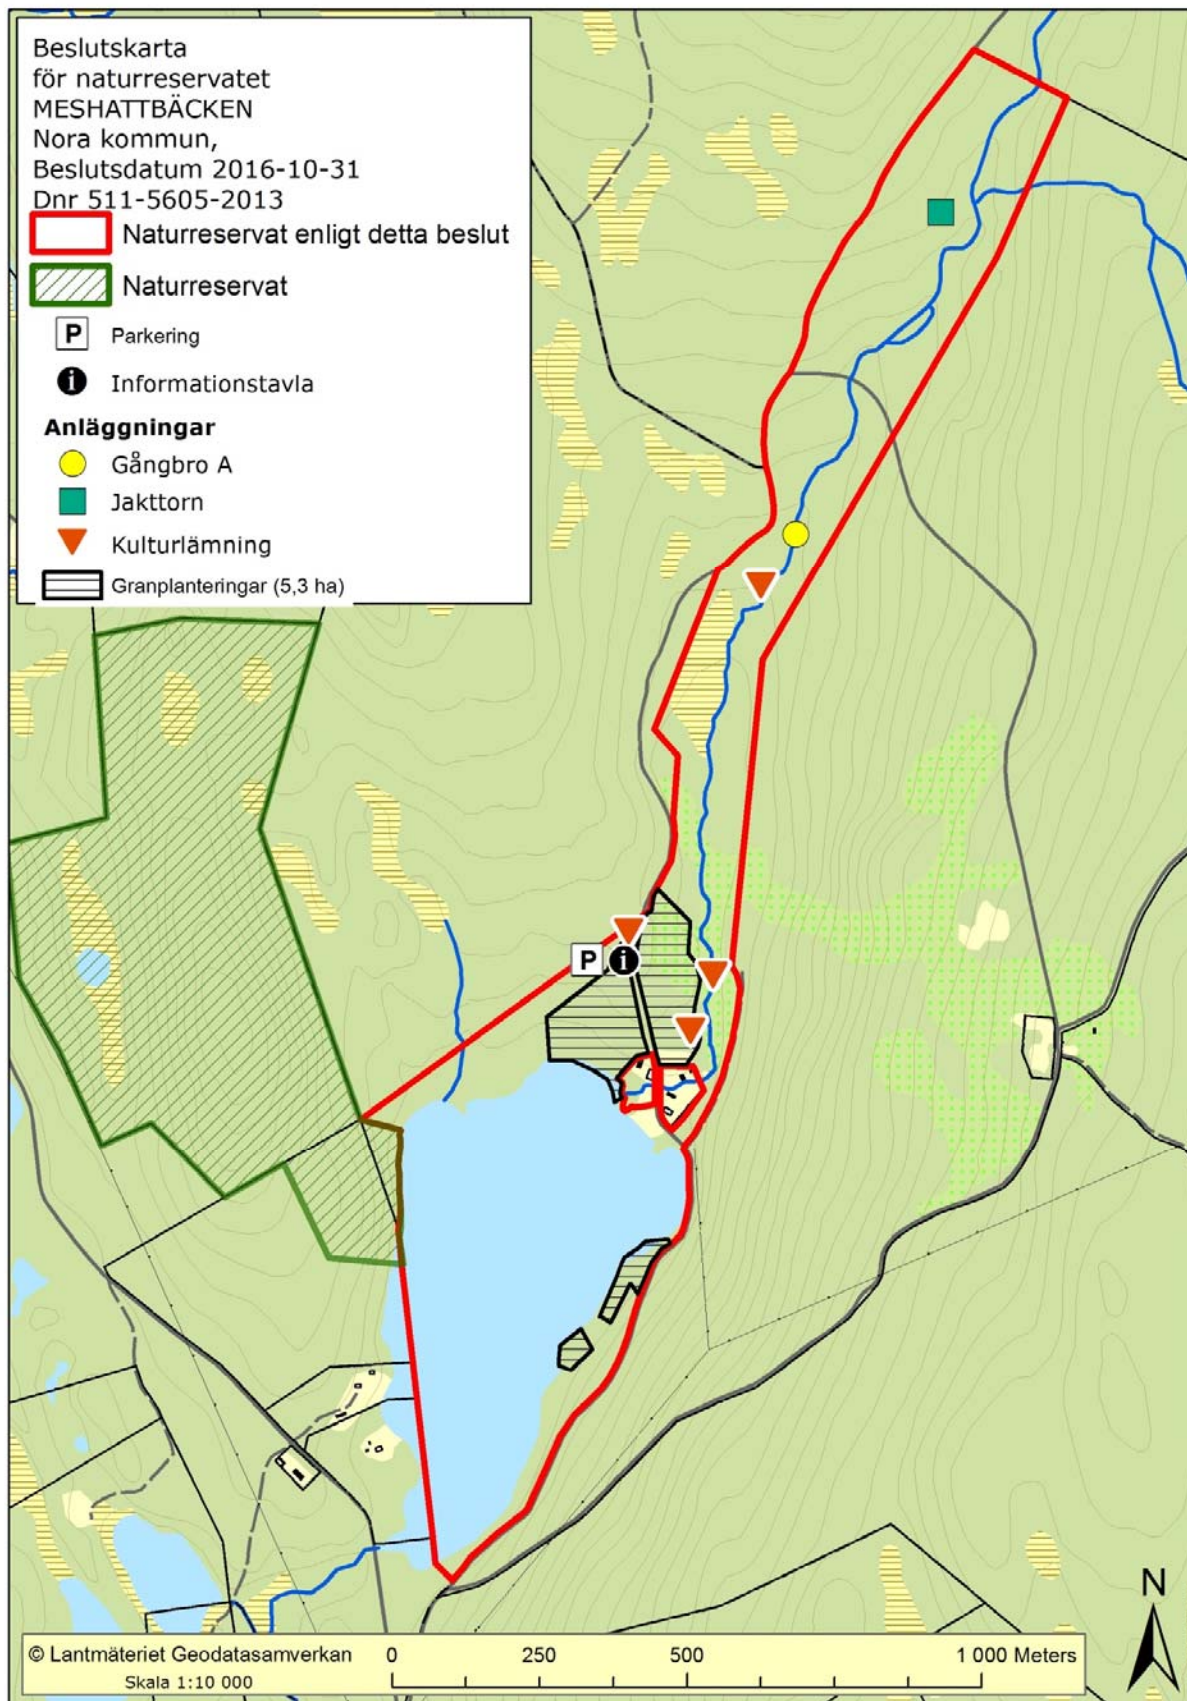 Beslutskarta
för naturreservatet
MESHATTBÄCKEN
Nora kommun,
Beslutsdatum 2016-10-31
Dnr 511-5605-2013
Naturreservat enligt detta beslut
Naturreservat
P Parkering
i Informationstavla
Anläggningar
Gångbro A
Jakttorn
Kulturlämning
Granplanteringar (5,3 ha)
P i
N
© Lantmäteriet Geodatasamverkan 0 250 500 1 000 Meters
Skala 1:10 000